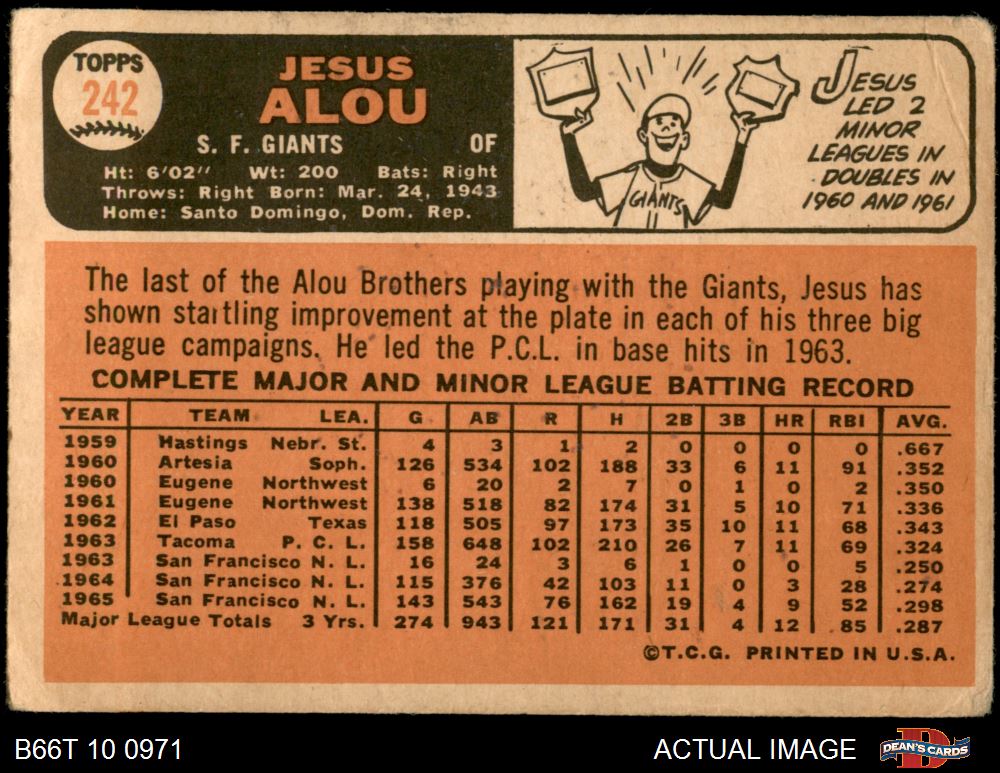 TOPPS
242
JESUS
ALOU
S. F. GIANTS OF
Ht: 6'02" Wt: 200 Bats: Right
Throws: Right Born: Mar. 24, 1943
Home: Santo Domingo, Dom. Rep.
GIANTS
JESUS
LED 2
MINOR
LEAGUES IN
DOUBLES IN
1960 AND 1961
The last of the Alou Brothers playing with the Giants, Jesus has
shown startling improvement at the plate in each of his three big
league campaigns. He led the P.C.L. in base hits in 1963.
COMPLETE MAJOR AND MINOR LEAGUE BATTING RECORD
YEAR TEAM LEA. G AB R H 2B 3B HR RBI AVG.
1959 Hastings Nebr. St. 4 3 1 2 0 0 0 0 .667
1960 Artesia Soph. 126 534 102 188 33 6 11 91 .352
1960 Eugene Northwest 6 20 2 7 0 1 0 2 .350
1961 Eugene Northwest 138 518 82 174 31 5 10 71 .336
1962 El Paso Texas 118 505 97 173 35 10 11 68 .343
1963 Tacoma P. C. L. 158 648 102 210 26 7 11 69 .324
1963 San Francisco N. L. 16 24 3 6 1 0 0 5 .250
1964 San Francisco N. L. 115 376 42 103 11 0 3 28 .274
1965 San Francisco N. L. 143 543 76 162 19 4 9 52 .298
Major League Totals 3 Yrs. 274 943 121 171 31 4 12 85 .287
©T.C.G. PRINTED IN U.S.A.
B66T 10 0971 ACTUAL IMAGE DEAN'S CARDS